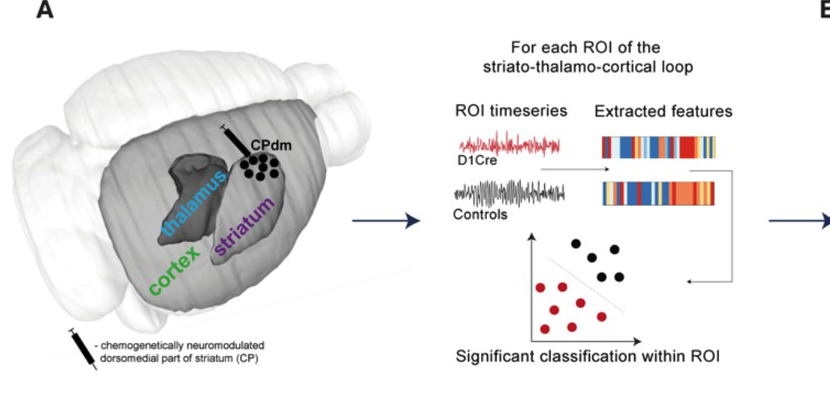 A
E
For each ROI of the
striato-thalamo-cortical loop
ROI timeseries
Extracted features
D1Cre
Controls
CPdm
thalamus
striatum
cortex
- chemogenetically neuromodulated
dorsomedial part of striatum (CP)
Significant classification within ROI